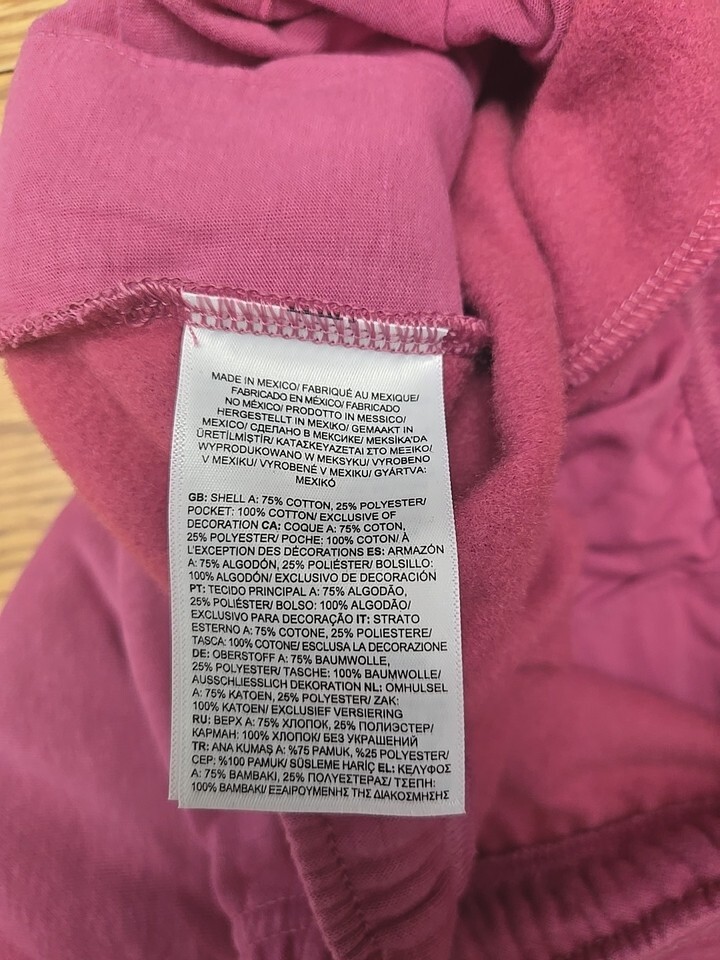 MADE IN MEXICO/ FABRIQUÉ AU MEXIQUE/
FABRICADO EN MÉXICO/ FABRICADO
NO MÉXICO/ PRODOTTO IN MESSICO/
HERGESTELLT IN MEXIKO/ GEMAAKT IN
MEXICO/ СДЕЛАНО В МЕКСИКЕ/ MEKSİKA'DA
ÜRETİLMİŞTİR/ ΚΑΤΑΣΚΕΥΑΖΕΤΑΙ ΣΤΟ ΜΕΞΙΚΟ/
WYPRODUKOWANO W MEKSYKU/ VYROBENO
V MEXIKU/ VYROBENÉ V MEXIKU/ GYÁRTVA:
MEXIKÓ
GB: SHELL A: 75% COTTON, 25% POLYESTER/
POCKET: 100% COTTON/ EXCLUSIVE OF
DECORATION CA: COQUE A: 75% COTON,
25% POLYESTER/ POCHE: 100% COTON/ À
L'EXCEPTION DES DÉCORATIONS ES: ARMAZÓN
A: 75% ALGODÓN, 25% POLIÉSTER/ BOLSILLO:
100% ALGODÓN/ EXCLUSIVO DE DECORACIÓN
PT: TECIDO PRINCIPAL A: 75% ALGODÃO,
25% POLIÉSTER/ BOLSO: 100% ALGODÃO/
EXCLUSIVO PARA DECORAÇÃO IT: STRATO
ESTERNO A: 75% COTONE, 25% POLIESTERE/
TASCA: 100% COTONE/ ESCLUSA LA DECORAZIONE
DE: OBERSTOFF A: 75% BAUMWOLLE,
25% POLYESTER/ TASCHE: 100% BAUMWOLLE/
AUSSCHLIESSLICH DEKORATION NL: OMHULSEL
A: 75% KATOEN, 25% POLYESTER/ ZAK:
100% KATOEN/ EXCLUSIEF VERSIERING
RU: ВЕРХ А: 75% ХЛОПОК, 25% ПОЛИЭСТЕР/
КАРМАН: 100% ХЛОПОК/ БЕЗ УКРАШЕНИЙ
TR: ANA KUMAŞ A: %75 PAMUK, %25 POLYESTER/
CEP: %100 PAMUK/ SÜSLEME HARİÇ EL: ΚΕΛΥΦΟΣ
Α: 75% ΒΑΜΒΑΚΙ, 25% ΠΟΛΥΕΣΤΕΡΑΣ/ ΤΣΕΠΗ:
100% ΒΑΜΒΑΚΙ/ ΕΞΑΙΡΟΥΜΕΝΗΣ ΤΗΣ ΔΙΑΚΟΣΜΗΣΗΣ